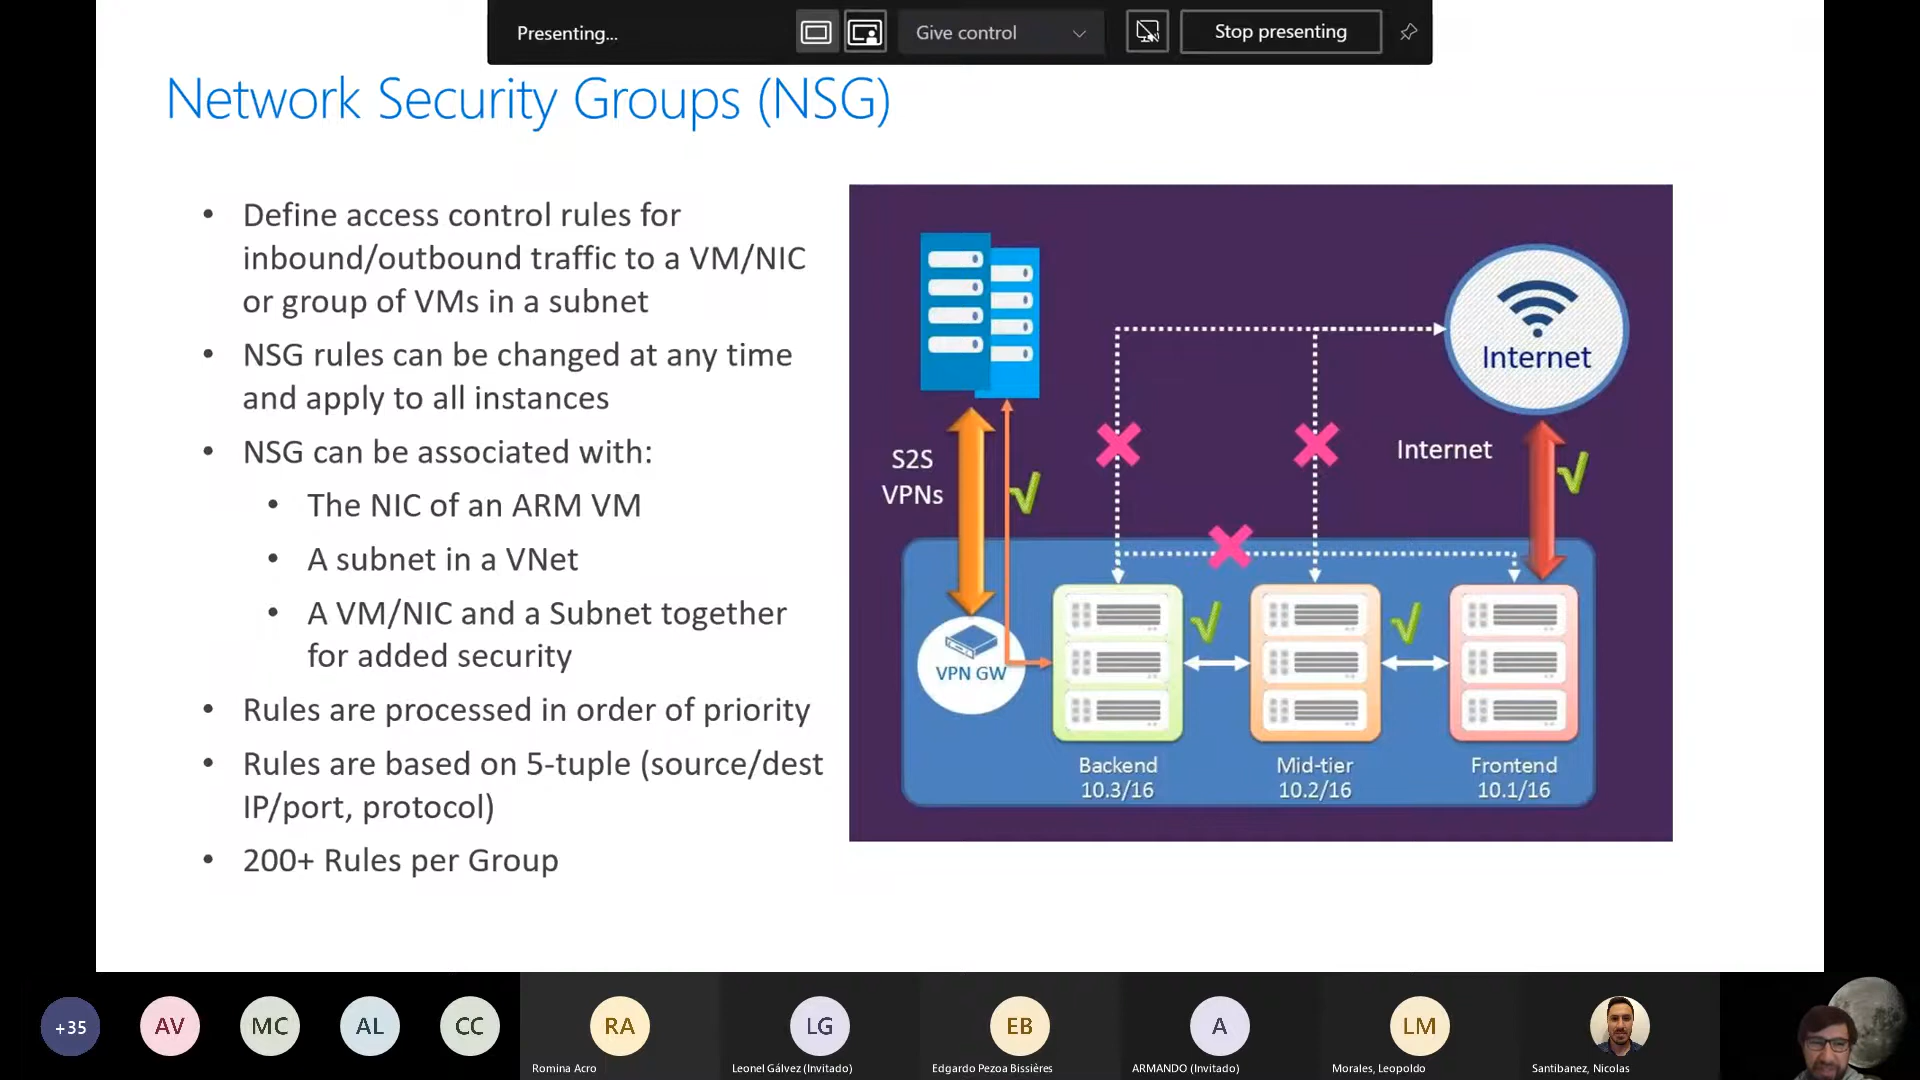 Presenting...
Give control
Stop presenting
Network Security Groups (NSG)
• Define access control rules for
inbound/outbound traffic to a VM/NIC
or group of VMs in a subnet
• NSG rules can be changed at any time
and apply to all instances
• NSG can be associated with:
• The NIC of an ARM VM
• A subnet in a VNet
• A VM/NIC and a Subnet together
for added security
• Rules are processed in order of priority
• Rules are based on 5-tuple (source/dest
IP/port, protocol)
• 200+ Rules per Group
Internet
S2S
VPNs
Internet
VPN GW
Backend
10.3/16
Mid-tier
10.2/16
Frontend
10.1/16
+35
AV
MC
AL
CC
RA
Romina Acro
LG
Leonel Gálvez (Invitado)
EB
Edgardo Pezoa Bissières
A
ARMANDO (Invitado)
LM
Morales, Leopoldo
Santibanez, Nicolas